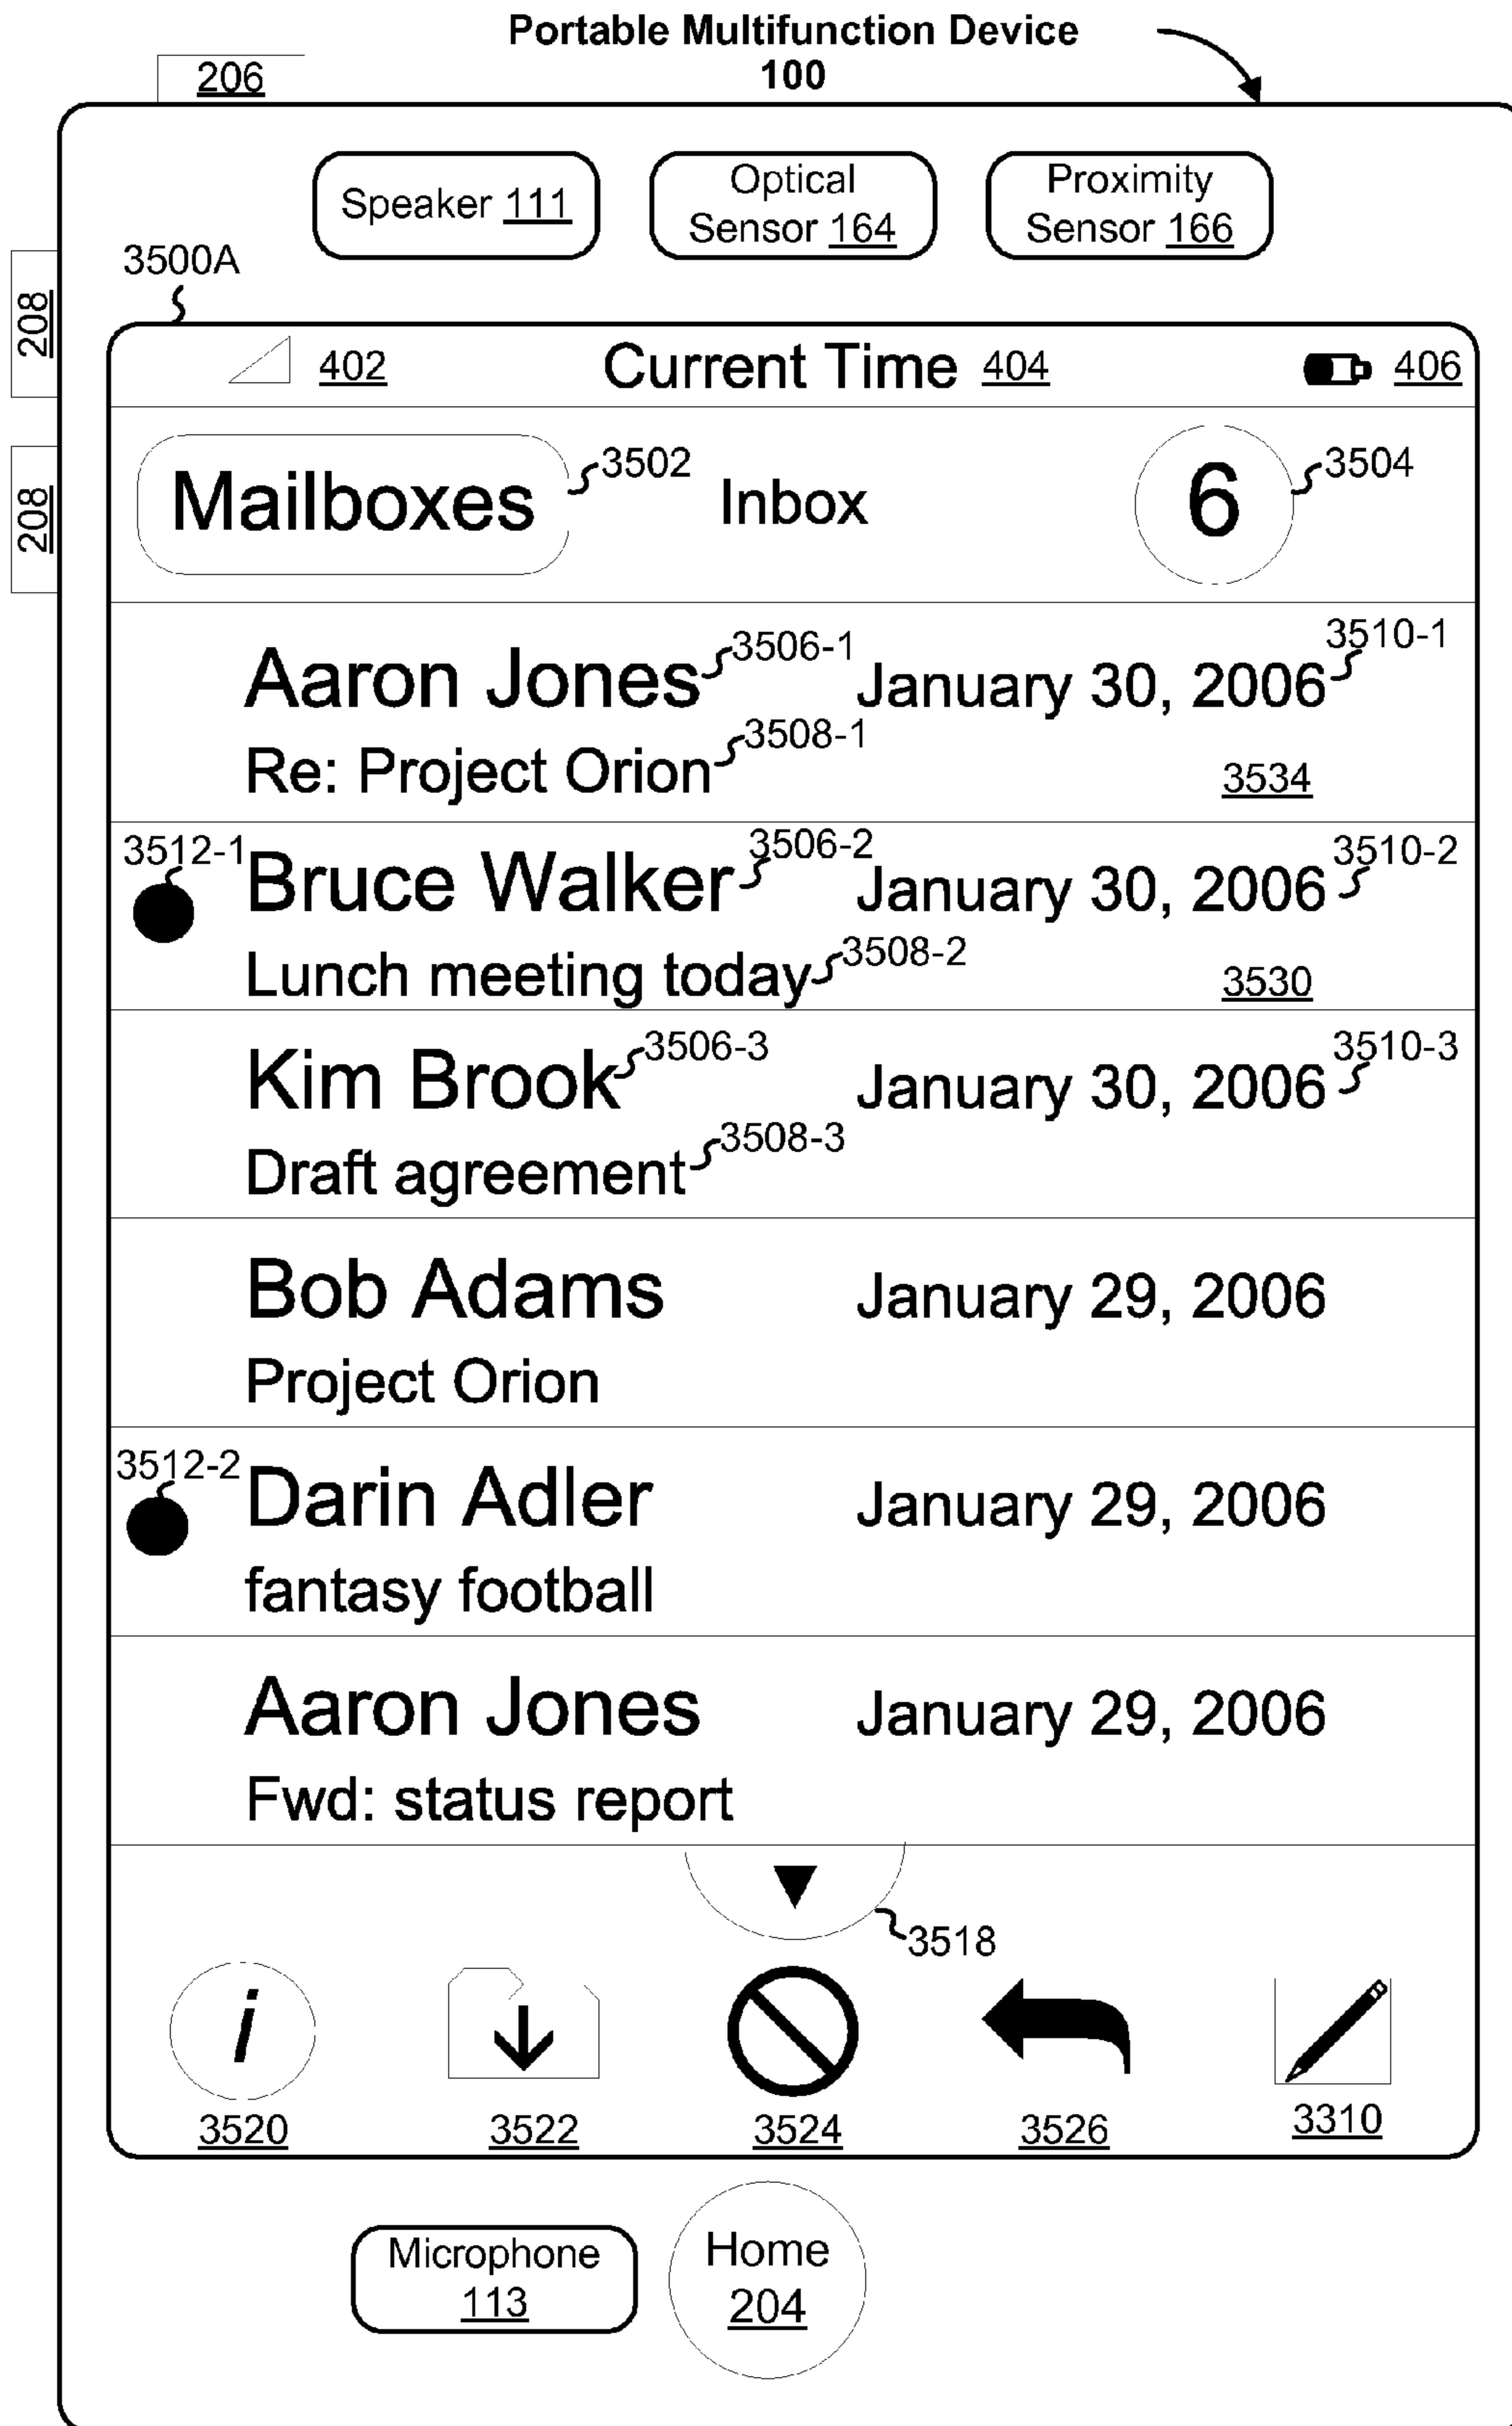 Portable Multifunction Device
100
206
Speaker 111
Optical
Sensor 164
Proximity
Sensor 166
3500A
208
208
402 Current Time 404 406
Mailboxes 3502 Inbox 6 3504
Aaron Jones 3506-1 January 30, 2006 3510-1
Re: Project Orion 3508-1 3534
3512-1 Bruce Walker 3506-2 January 30, 2006 3510-2
Lunch meeting today 3508-2 3530
Kim Brook 3506-3 January 30, 2006 3510-3
Draft agreement 3508-3
Bob Adams January 29, 2006
Project Orion
3512-2 Darin Adler January 29, 2006
fantasy football
Aaron Jones January 29, 2006
Fwd: status report
3518
i
3520 3522 3524 3526 3310
Microphone
113
Home
204